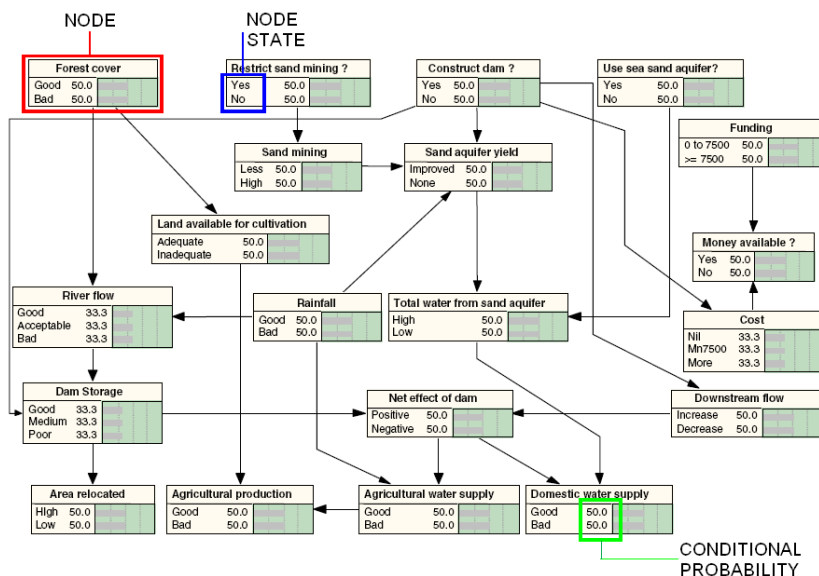 NODE
NODE
STATE
Forest cover
Good 50.0
Bad 50.0
Restrict sand mining ?
Yes 50.0
No 50.0
Construct dam ?
Yes 50.0
No 50.0
Use sea sand aquifer?
Yes 50.0
No 50.0
Funding
0 to 7500 50.0
>= 7500 50.0
Sand mining
Less 50.0
High 50.0
Sand aquifer yield
Improved 50.0
None 50.0
Land available for cultivation
Adequate 50.0
Inadequate 50.0
Money available ?
Yes 50.0
No 50.0
River flow
Good 33.3
Acceptable 33.3
Bad 33.3
Rainfall
Good 50.0
Bad 50.0
Total water from sand aquifer
High 50.0
Low 50.0
Cost
Nil 33.3
Mn7500 33.3
More 33.3
Dam Storage
Good 33.3
Medium 33.3
Poor 33.3
Net effect of dam
Positive 50.0
Negative 50.0
Downstream flow
Increase 50.0
Decrease 50.0
Area relocated
HIgh 50.0
Low 50.0
Agricultural production
Good 50.0
Bad 50.0
Agricultural water supply
Good 50.0
Bad 50.0
Domestic water supply
Good 50.0
Bad 50.0
CONDITIONAL
PROBABILITY